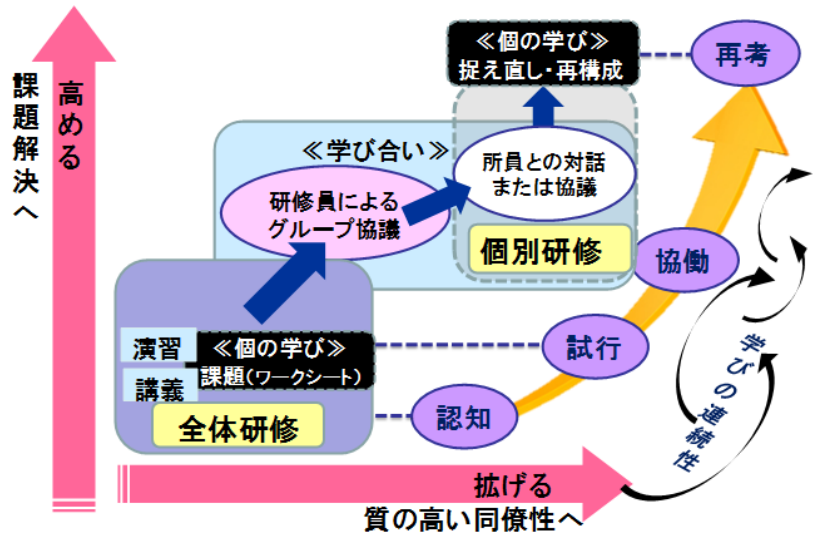 ≪個の学び≫
捉え直し・再構成
再考
課題解決へ
高める
≪学び合い≫
所員との対話
または協議
研修員による
グループ協議
個別研修
協働
演習
≪個の学び≫
課題(ワークシート)
講義
試行
全体研修
認知
学びの連続性
拡げる
質の高い同僚性へ